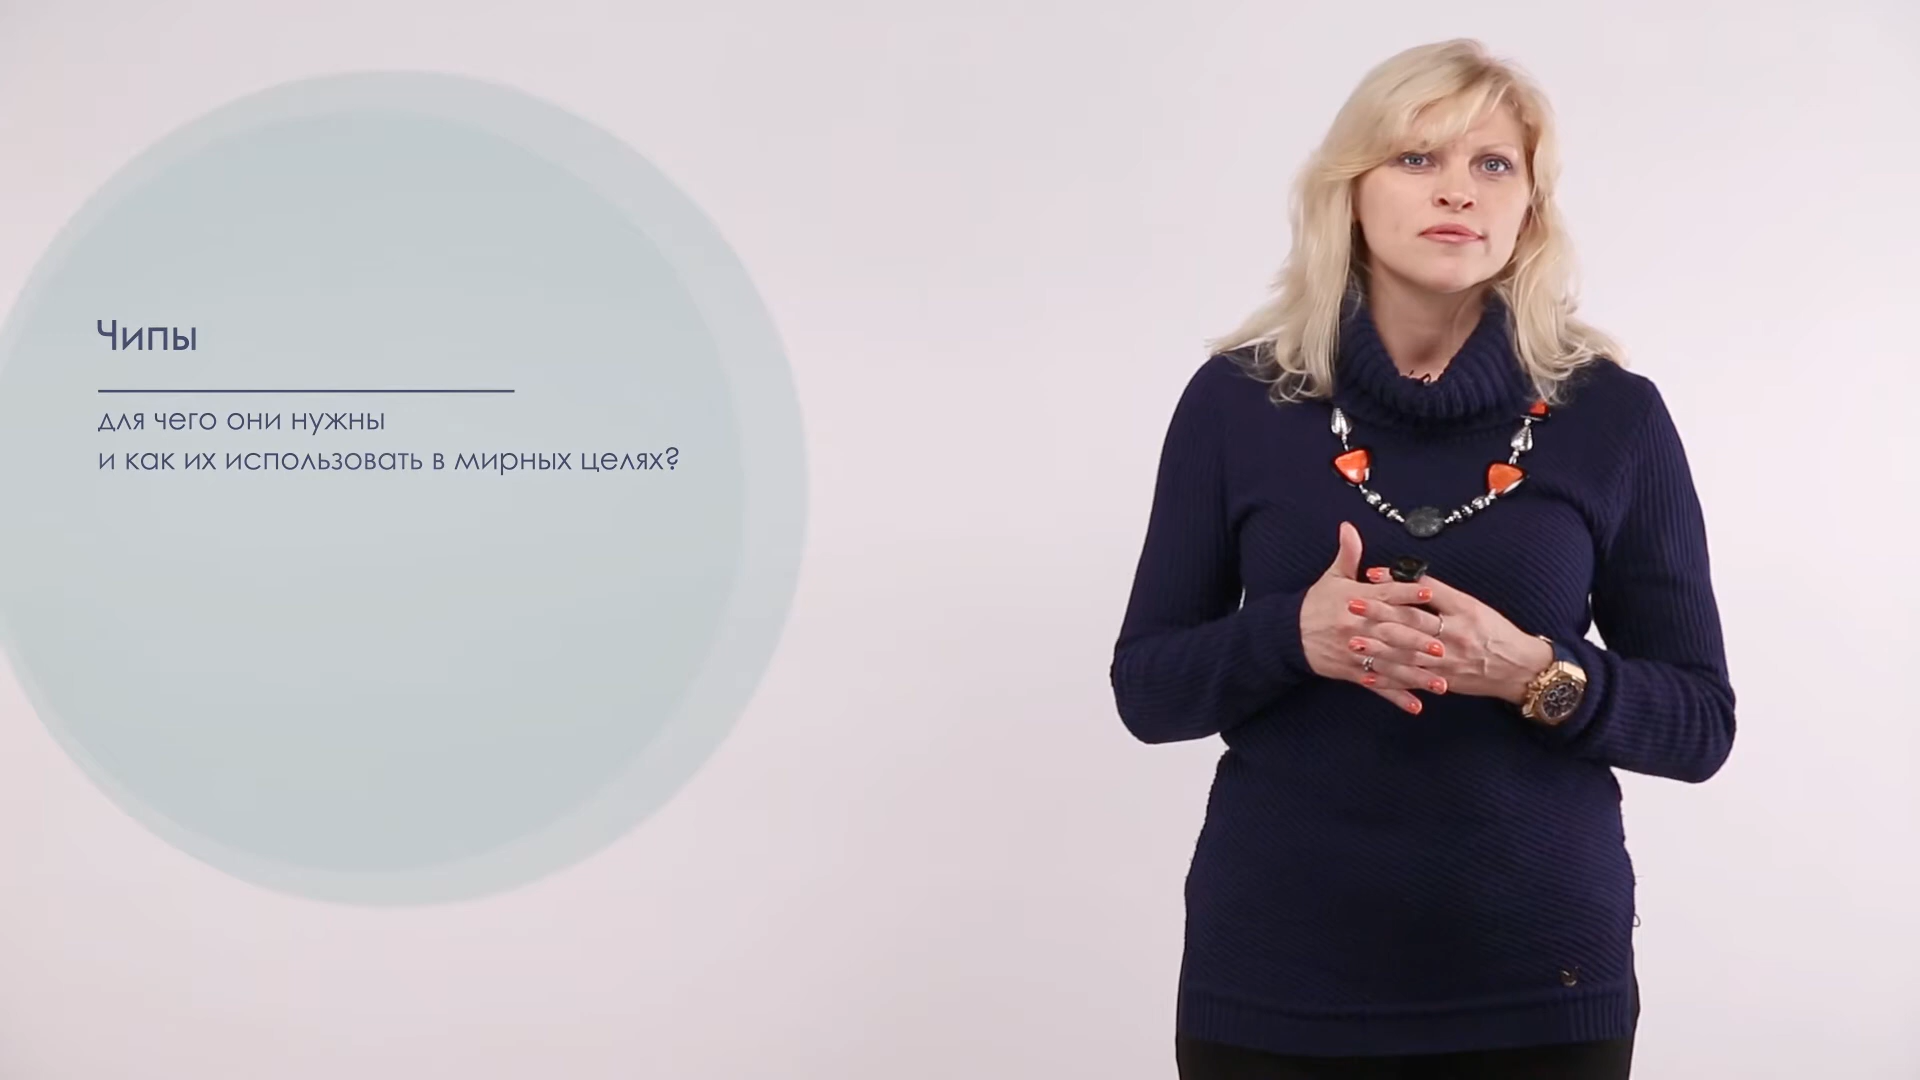 Чипы
для чего они нужны
и как их использовать в мирных целях?